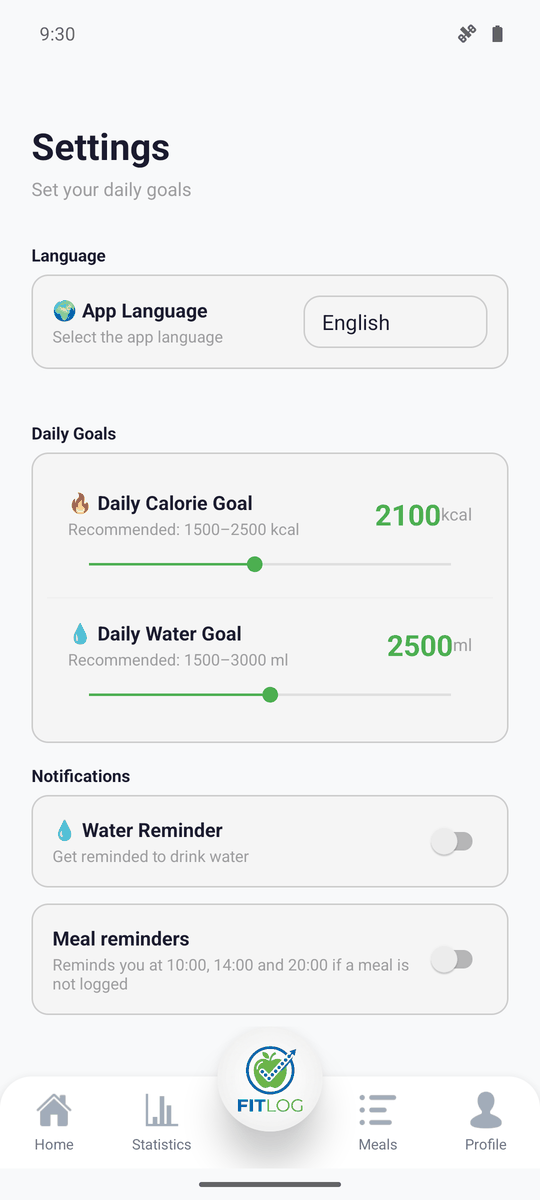 9:30
Settings
Set your daily goals
Language
🌍 App Language
Select the app language
English
Daily Goals
🔥 Daily Calorie Goal
Recommended: 1500–2500 kcal
2100kcal
💧 Daily Water Goal
Recommended: 1500–3000 ml
2500ml
Notifications
💧 Water Reminder
Get reminded to drink water
Meal reminders
Reminds you at 10:00, 14:00 and 20:00 if a meal is
not logged
FITLOG
Home
Statistics
Meals
Profile